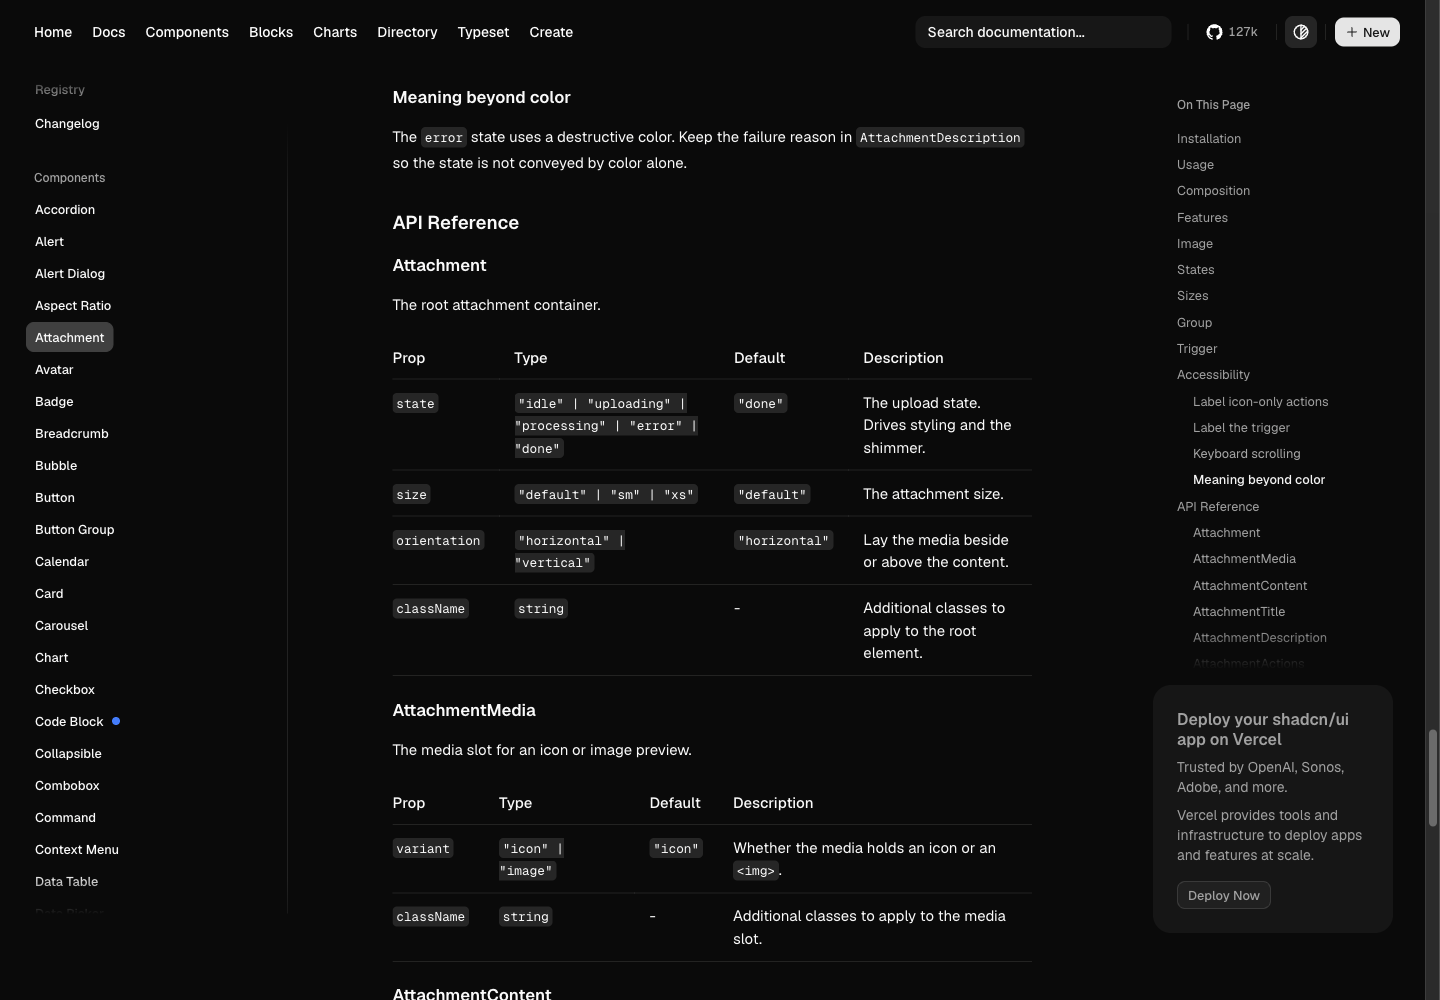 Home Docs Components Blocks Charts Directory Typeset Create
Search documentation...
127k
New
Registry
Changelog
Components
Accordion
Alert
Alert Dialog
Aspect Ratio
Attachment
Avatar
Badge
Breadcrumb
Bubble
Button
Button Group
Calendar
Card
Carousel
Chart
Checkbox
Code Block
Collapsible
Combobox
Command
Context Menu
Data Table
Meaning beyond color
The error state uses a destructive color. Keep the failure reason in AttachmentDescription
so the state is not conveyed by color alone.
API Reference
Attachment
The root attachment container.
Prop Type Default Description
state "idle" | "uploading" | "done" The upload state.
"processing" | "error" | Drives styling and the
"done" shimmer.
size "default" | "sm" | "xs" "default" The attachment size.
orientation "horizontal" | "horizontal" Lay the media beside
"vertical" or above the content.
className string - Additional classes to
apply to the root
element.
AttachmentMedia
The media slot for an icon or image preview.
Prop Type Default Description
variant "icon" | "icon" Whether the media holds an icon or an
"image" <img>.
className string - Additional classes to apply to the media
slot.
AttachmentContent
On This Page
Installation
Usage
Composition
Features
Image
States
Sizes
Group
Trigger
Accessibility
Label icon-only actions
Label the trigger
Keyboard scrolling
Meaning beyond color
API Reference
Attachment
AttachmentMedia
AttachmentContent
AttachmentTitle
AttachmentDescription
AttachmentActions
Deploy your shadcn/ui
app on Vercel
Trusted by OpenAI, Sonos,
Adobe, and more.
Vercel provides tools and
infrastructure to deploy apps
and features at scale.
Deploy Now